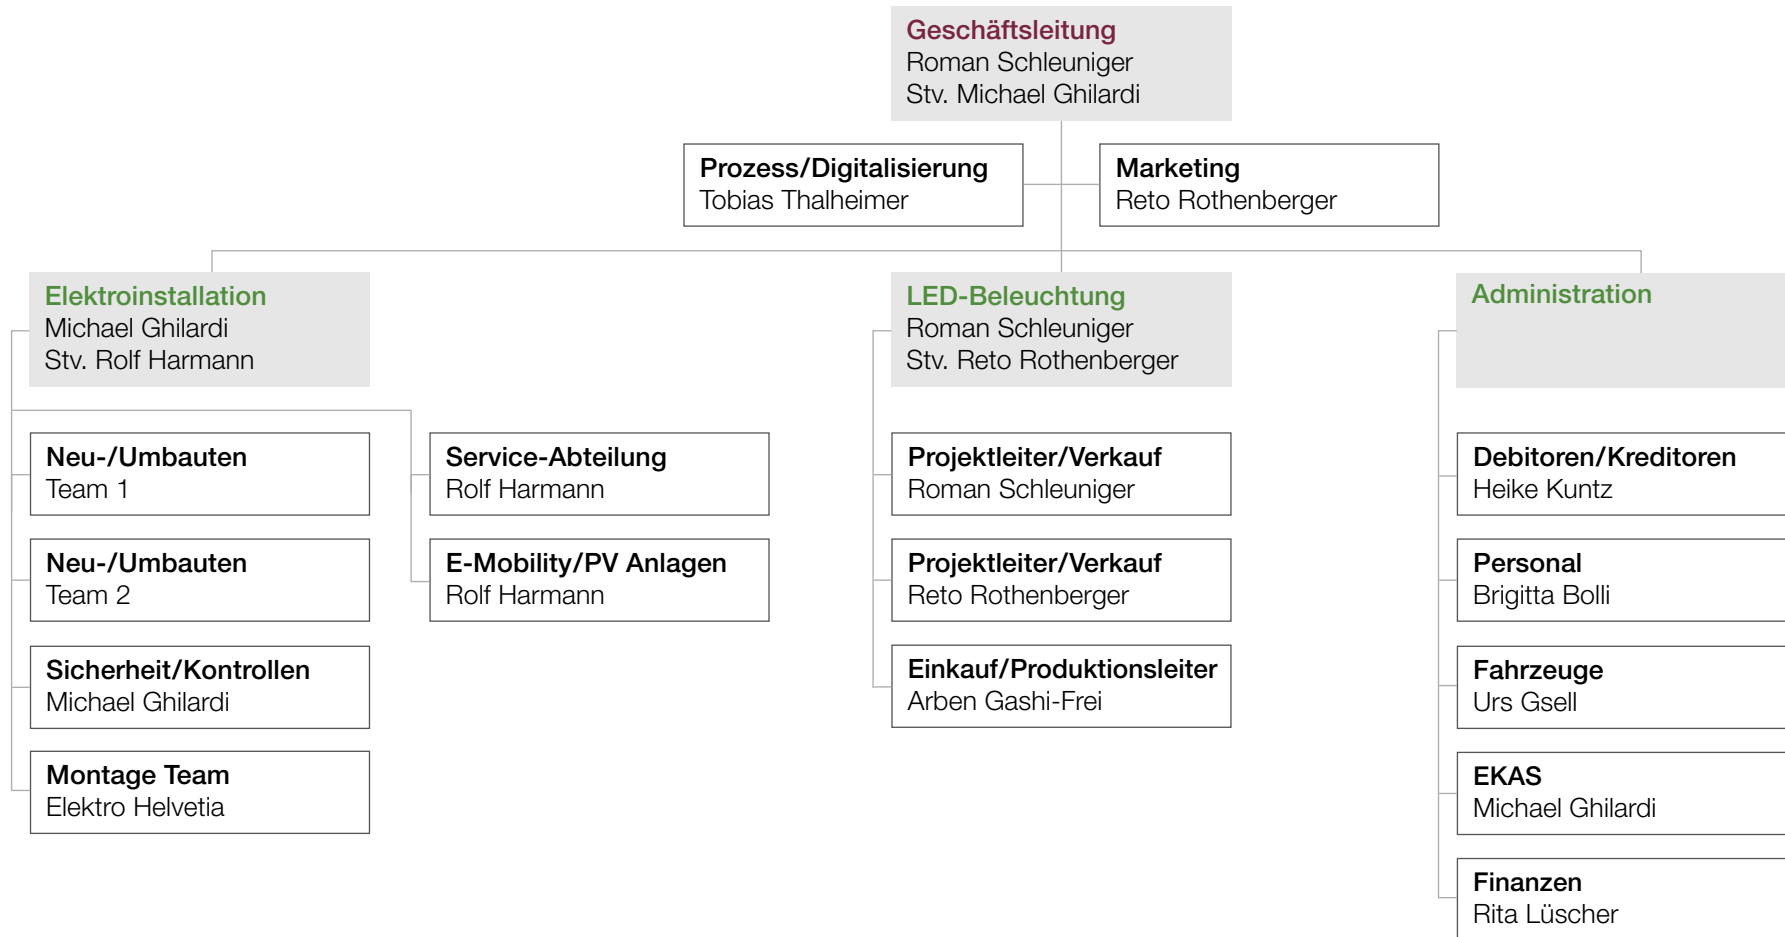 Geschäftsleitung
Roman Schleuniger
Stv. Michael Ghilardi
Prozess/Digitalisierung
Tobias Thalheimer
Marketing
Reto Rothenberger
Elektroinstallation
Michael Ghilardi
Stv. Rolf Harmann
LED-Beleuchtung
Roman Schleuniger
Stv. Reto Rothenberger
Administration
Neu-/Umbauten
Team 1
Neu-/Umbauten
Team 2
Sicherheit/Kontrollen
Michael Ghilardi
Montage Team
Elektro Helvetia
Service-Abteilung
Rolf Harmann
E-Mobility/PV Anlagen
Rolf Harmann
Projektleiter/Verkauf
Roman Schleuniger
Projektleiter/Verkauf
Reto Rothenberger
Einkauf/Produktionsleiter
Arben Gashi-Frei
Debitoren/Kreditoren
Heike Kuntz
Personal
Brigitta Bolli
Fahrzeuge
Urs Gsell
EKAS
Michael Ghilardi
Finanzen
Rita Lüscher